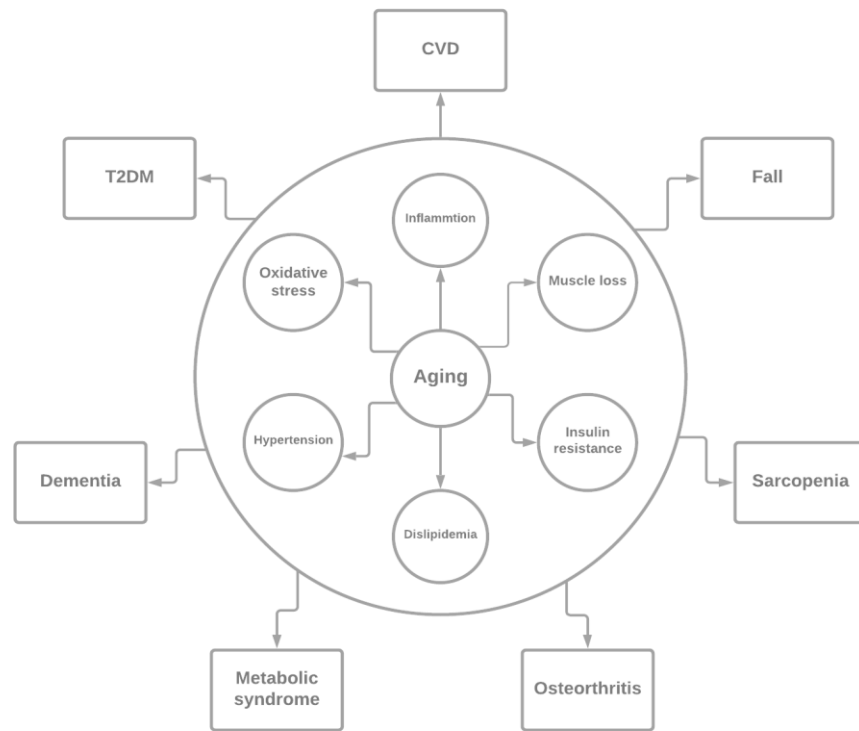 CVD
T2DM
Fall
Inflammtion
Oxidative
stress
Muscle loss
Aging
Hypertension
Insulin
resistance
Dementia
Sarcopenia
Dislipidemia
Metabolic
syndrome
Osteorthritis